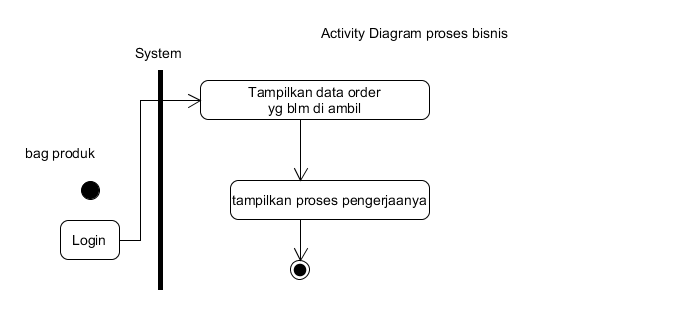 Activity Diagram proses bisnis
System
Tampilkan data order
yg blm di ambil
bag produk
tampilkan proses pengerjaanya
Login